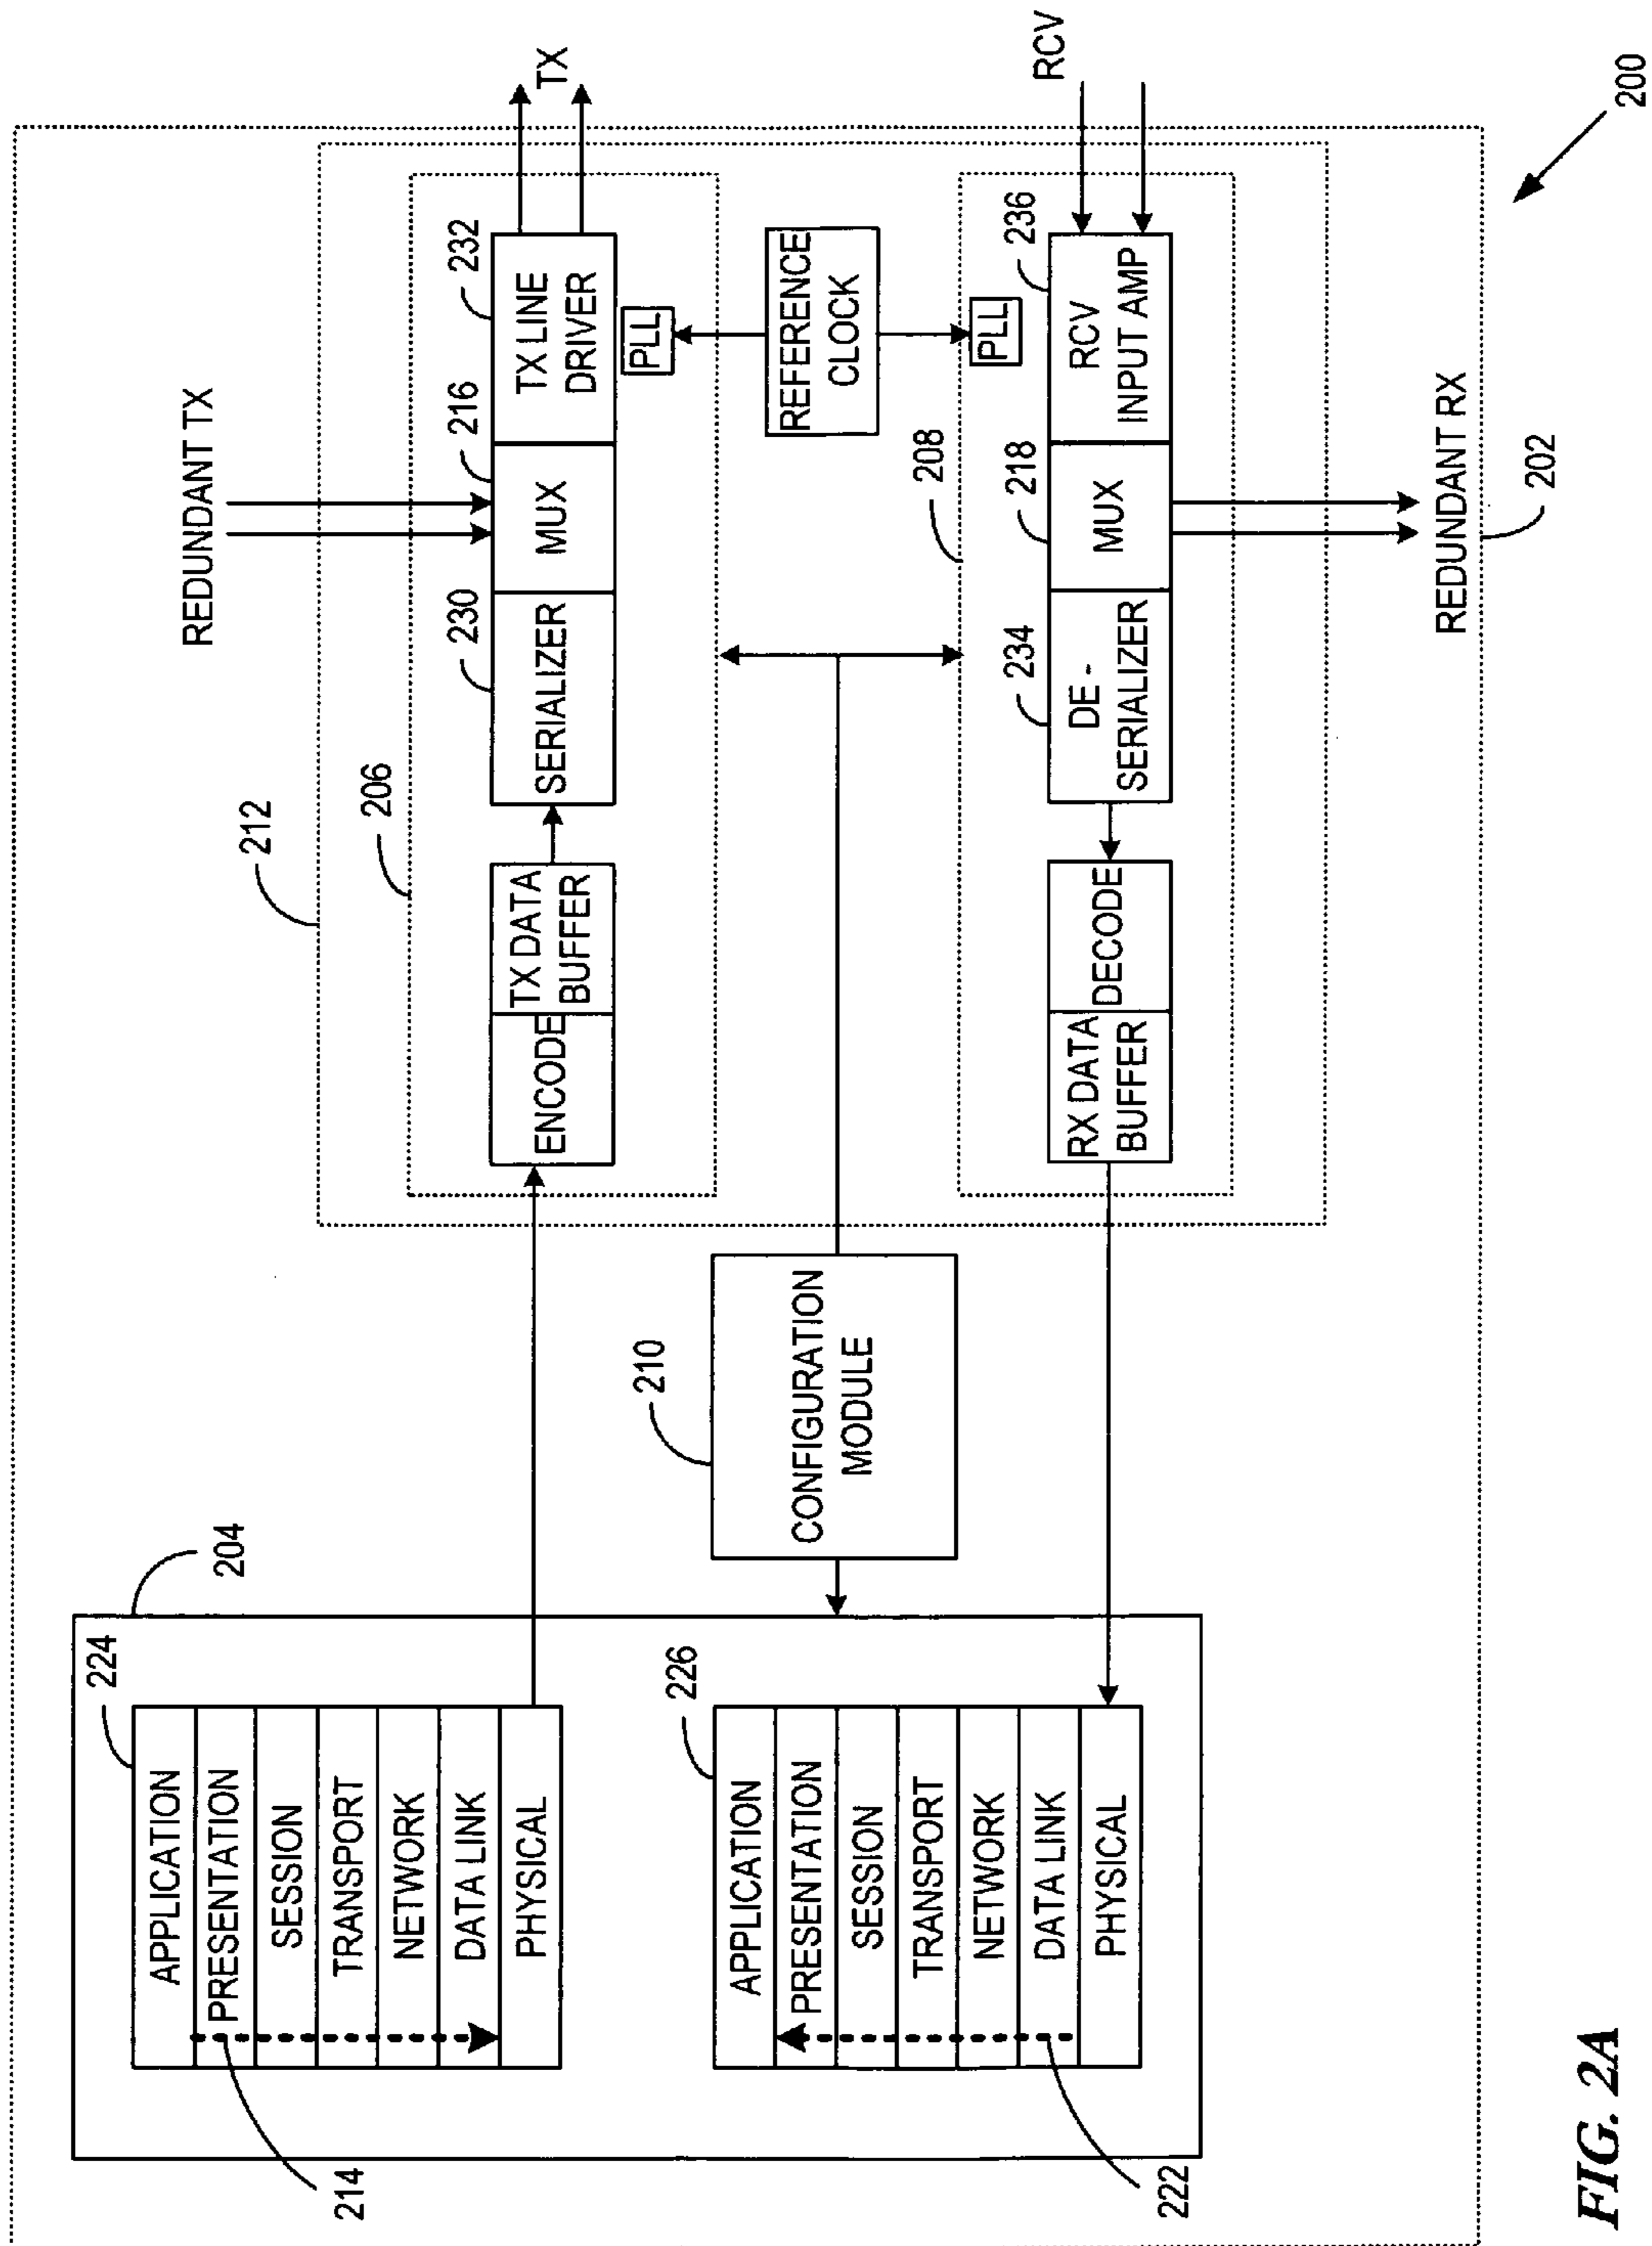 200
REDUNDANT TX
TX
RCV
212
206
230
216
232
ENCODE
TX DATA
BUFFER
SERIALIZER
MUX
TX LINE
DRIVER
PLL
REFERENCE
CLOCK
PLL
208
234
218
236
RX DATA
BUFFER
DECODE
DE -
SERIALIZER
MUX
RCV
INPUT AMP
REDUNDANT RX
202
210
CONFIGURATION
MODULE
204
224
APPLICATION
PRESENTATION
SESSION
TRANSPORT
NETWORK
DATA LINK
PHYSICAL
214
226
APPLICATION
PRESENTATION
SESSION
TRANSPORT
NETWORK
DATA LINK
PHYSICAL
222
FIG. 2A